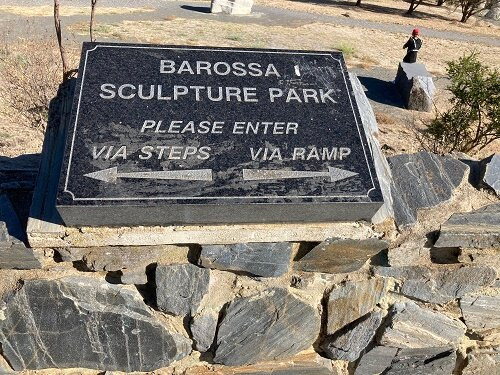 BAROSSA
SCULPTURE PARK
PLEASE ENTER
VIA STEPS VIA RAMP